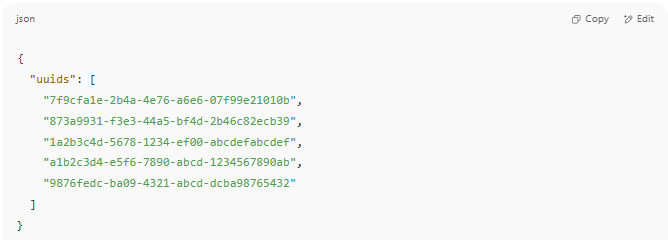 json Copy Edit
{
"uuids": [
"7f9cfa1e-2b4a-4e76-a6e6-07f99e21010b",
"873a9931-f3e3-44a5-bf4d-2b46c82ecb39",
"1a2b3c4d-5678-1234-ef00-abcdefabcdef",
"a1b2c3d4-e5f6-7890-abcd-1234567890ab",
"9876fedc-ba09-4321-abcd-dcba98765432"
]
}